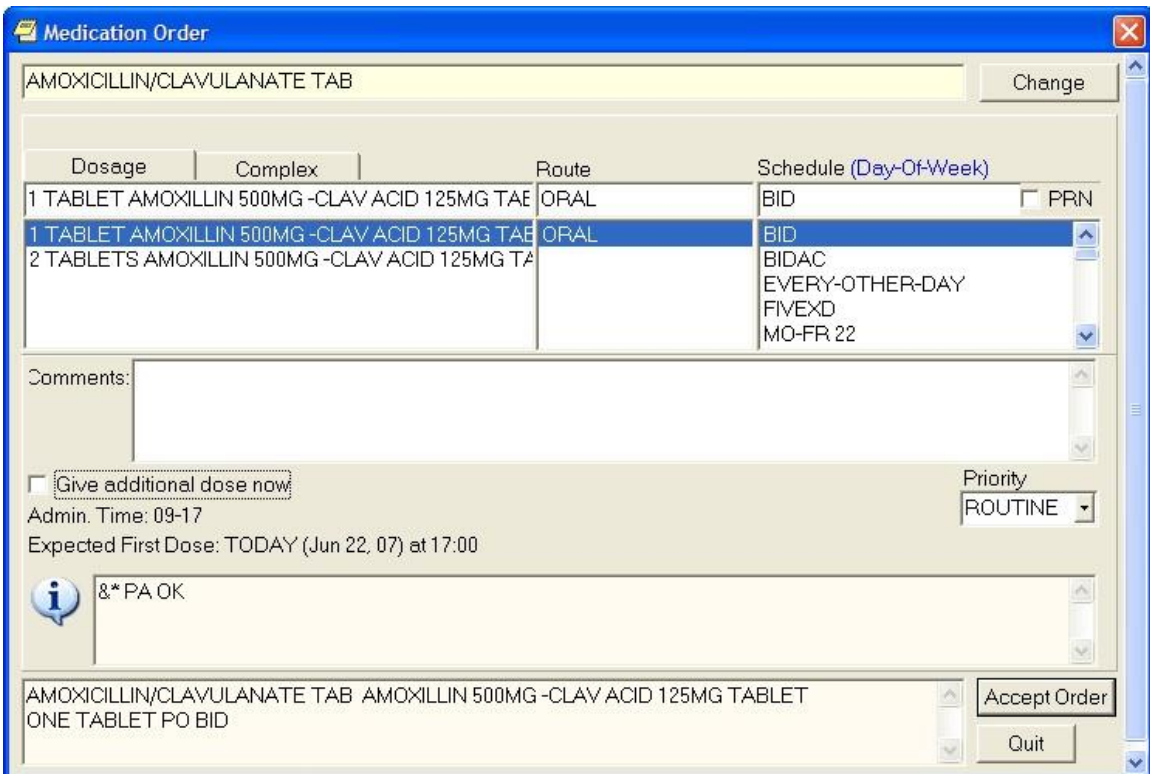 Medication Order
AMOXICILLIN/CLAVULANATE TAB
Change
Dosage
Complex
Route
Schedule (Day-Of-Week)
1 TABLET AMOXILLIN 500MG -CLAV ACID 125MG TAE
ORAL
BID
PRN
1 TABLET AMOXILLIN 500MG -CLAV ACID 125MG TAE
ORAL
BID
2 TABLETS AMOXILLIN 500MG -CLAV ACID 125MG TA
BIDAC
EVERY-OTHER-DAY
FIVEXD
MO-FR 22
Comments:
Give additional dose now
Priority
ROUTINE
Admin. Time: 09-17
Expected First Dose: TODAY (Jun 22, 07) at 17:00
&* PA OK
AMOXICILLIN/CLAVULANATE TAB AMOXILLIN 500MG -CLAV ACID 125MG TABLET
ONE TABLET PO BID
Accept Order
Quit